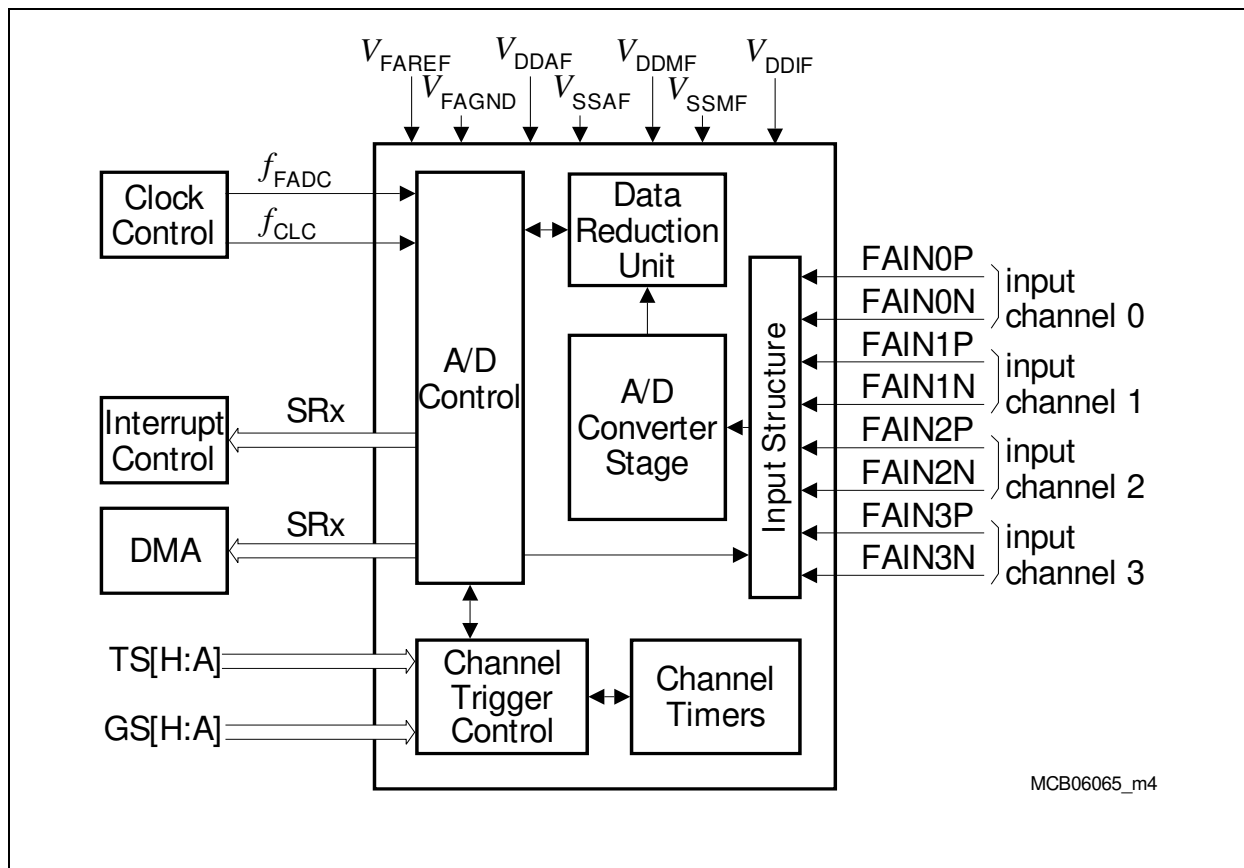 VFAREF
VDDAF
VDDMF
VDDIF
VFAGND
VSSAF
VSSMF
Clock
Control
fFADC
fCLC
A/D
Control
Data
Reduction
Unit
A/D
Converter
Stage
Input Structure
FAIN0P
FAIN0N
input
channel 0
FAIN1P
FAIN1N
input
channel 1
FAIN2P
FAIN2N
input
channel 2
FAIN3P
FAIN3N
input
channel 3
Interrupt
Control
SRx
DMA
SRx
TS[H:A]
GS[H:A]
Channel
Trigger
Control
Channel
Timers
MCB06065_m4